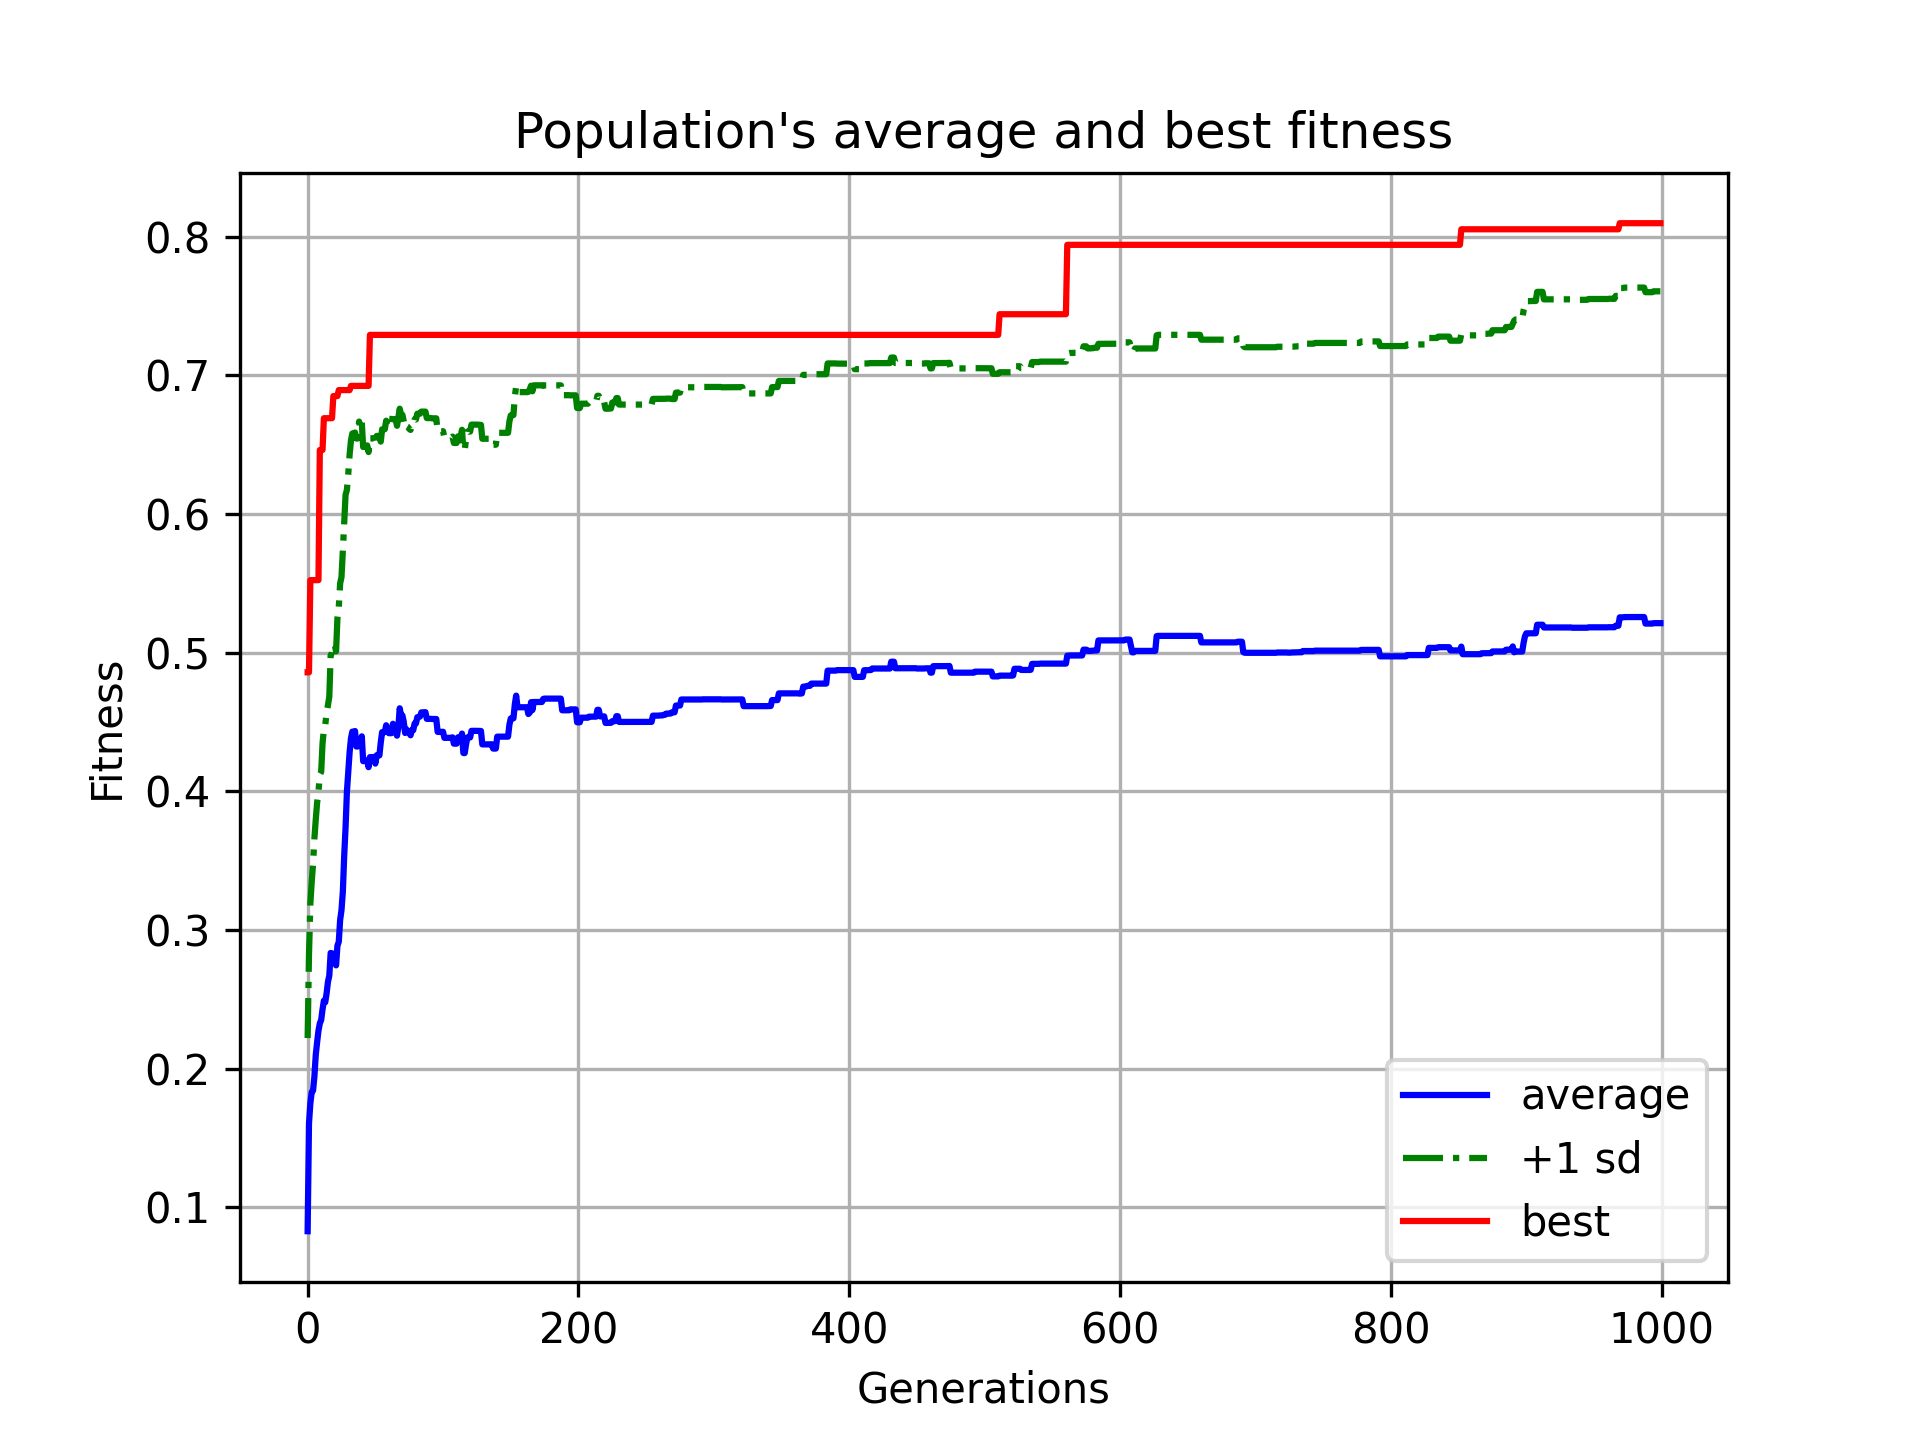 Population's average and best fitness
Fitness
0.8
0.7
0.6
0.5
0.4
0.3
0.2
0.1
0 200 400 600 800 1000
Generations
average
+1 sd
best